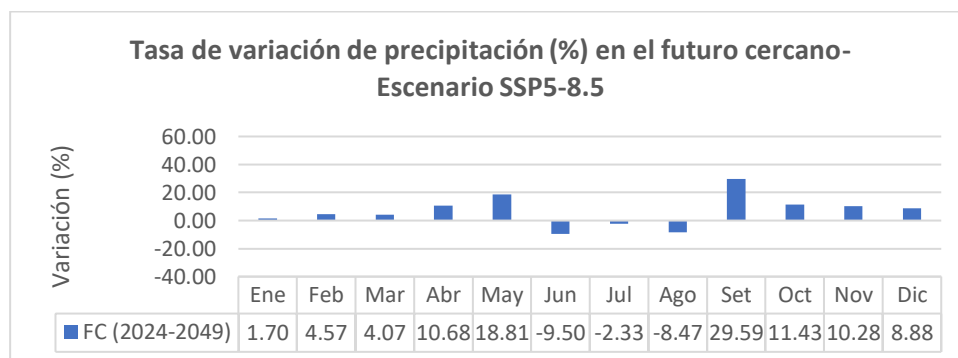 Tasa de variación de precipitación (%) en el futuro cercano-
Escenario SSP5-8.5
Variación (%)
60.00
40.00
20.00
0.00
-20.00
-40.00
Ene Feb Mar Abr May Jun Jul Ago Set Oct Nov Dic
FC (2024-2049) 1.70 4.57 4.07 10.68 18.81 -9.50 -2.33 -8.47 29.59 11.43 10.28 8.88